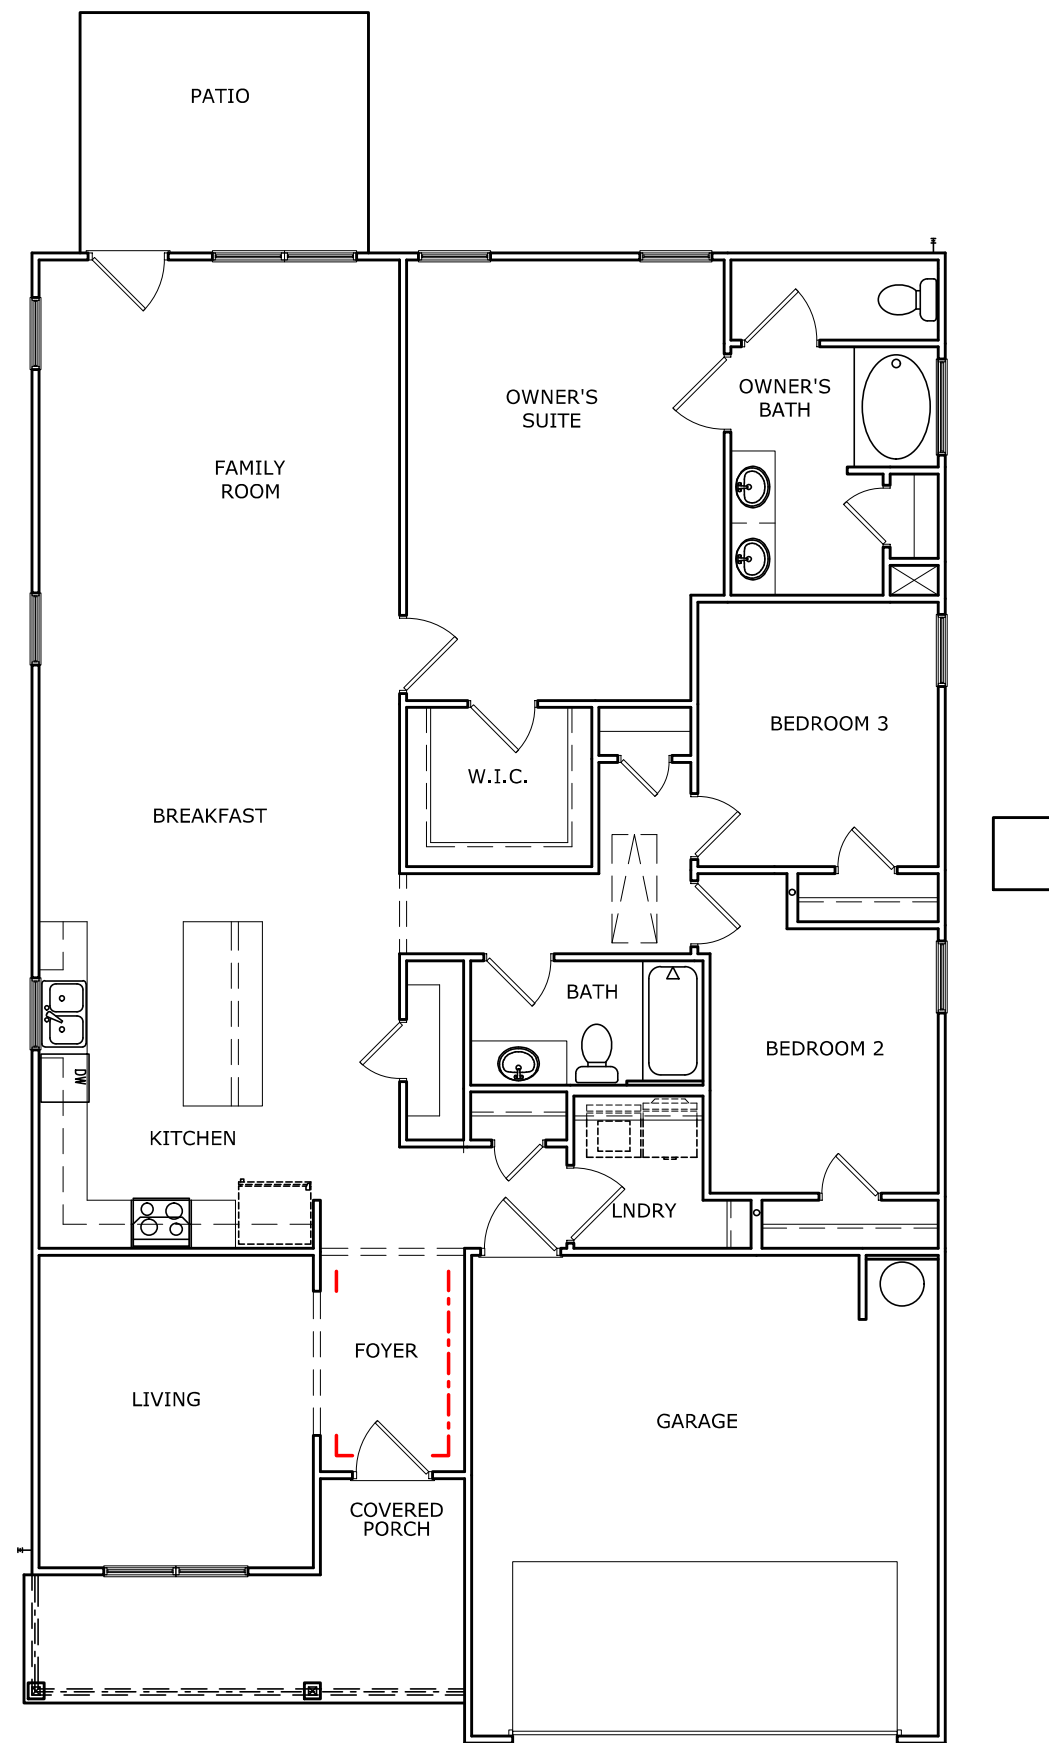 PATIO
OWNER'S
SUITE
OWNER'S
BATH
FAMILY
ROOM
BEDROOM 3
W.I.C.
BREAKFAST
BATH
BEDROOM 2
DW
KITCHEN
LNDRY
FOYER
LIVING
GARAGE
COVERED
PORCH